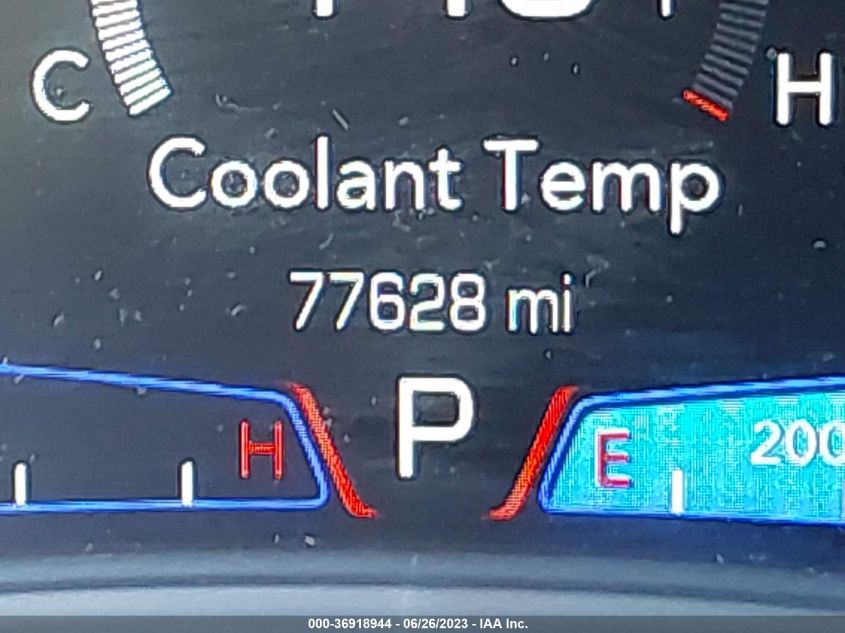 C H
Coolant Temp
77628 mi
P
H E 200
000-36918944 - 06/26/2023 - IAA Inc.